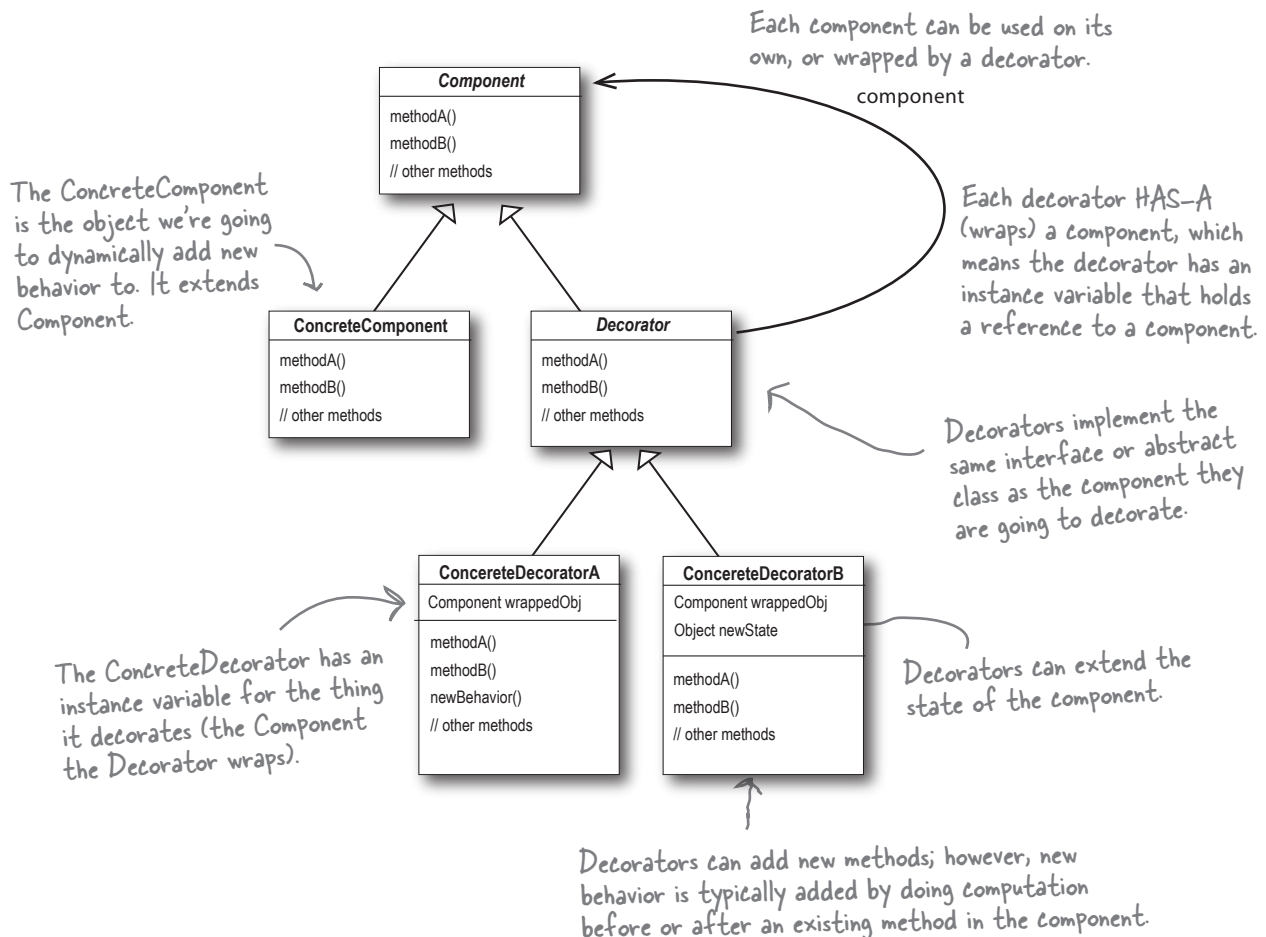 Each component can be used on its
own, or wrapped by a decorator.
component
Component
methodA()
methodB()
// other methods
The ConcreteComponent
is the object we're going
to dynamically add new
behavior to. It extends
Component.
Each decorator HAS-A
(wraps) a component, which
means the decorator has an
instance variable that holds
a reference to a component.
ConcreteComponent
methodA()
methodB()
// other methods
Decorator
methodA()
methodB()
// other methods
Decorators implement the
same interface or abstract
class as the component they
are going to decorate.
ConcereteDecoratorA
Component wrappedObj
methodA()
methodB()
newBehavior()
// other methods
ConcereteDecoratorB
Component wrappedObj
Object newState
methodA()
methodB()
// other methods
The ConcreteDecorator has an
instance variable for the thing
it decorates (the Component
the Decorator wraps).
Decorators can extend the
state of the component.
Decorators can add new methods; however, new
behavior is typically added by doing computation
before or after an existing method in the component.